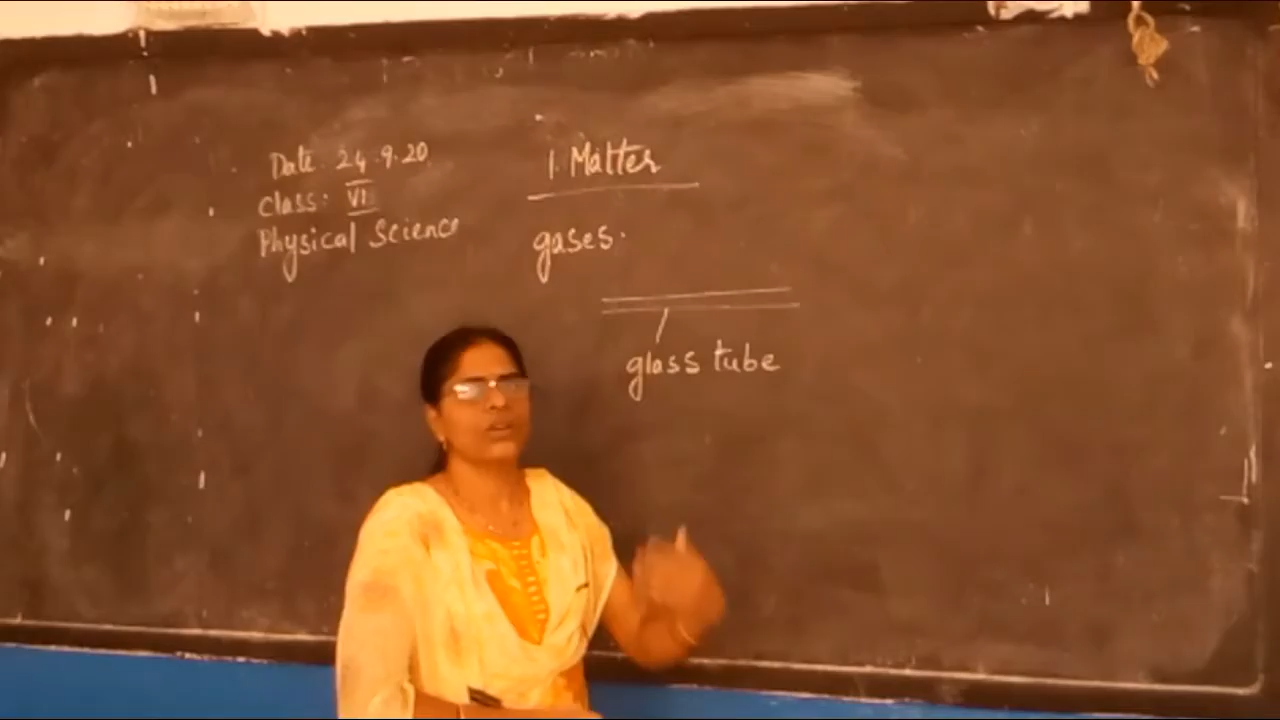 Date: 24.9.20
class: VI
Physical Science
1. Matter
gases.
glass tube